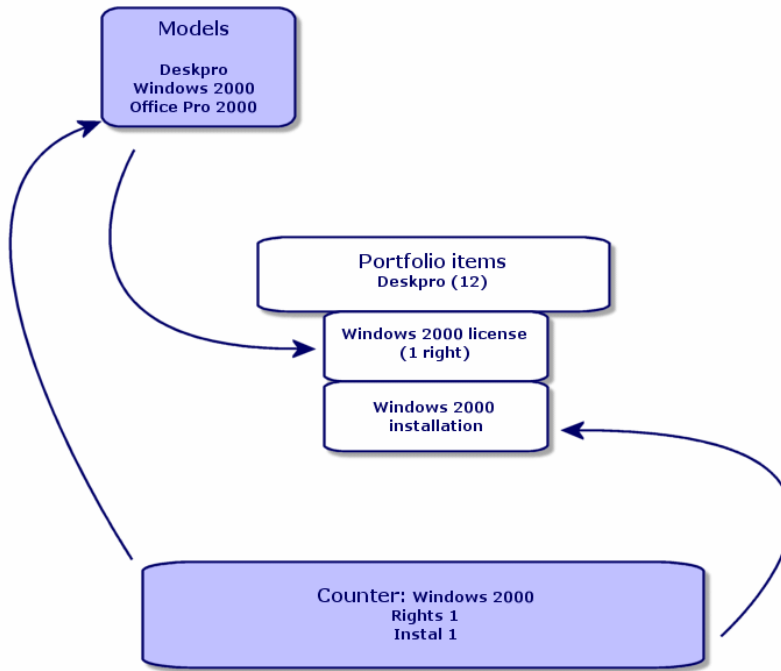 Models
Deskpro
Windows 2000
Office Pro 2000
Portfolio items
Deskpro (12)
Windows 2000 license
(1 right)
Windows 2000
installation
Counter: Windows 2000
Rights 1
Instal 1